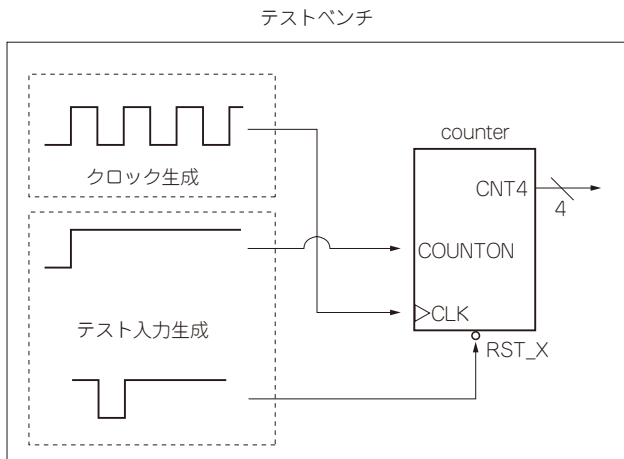 テストベンチ
クロック生成
counter
CNT4
4
COUNTON
テスト入力生成
CLK
RST_X